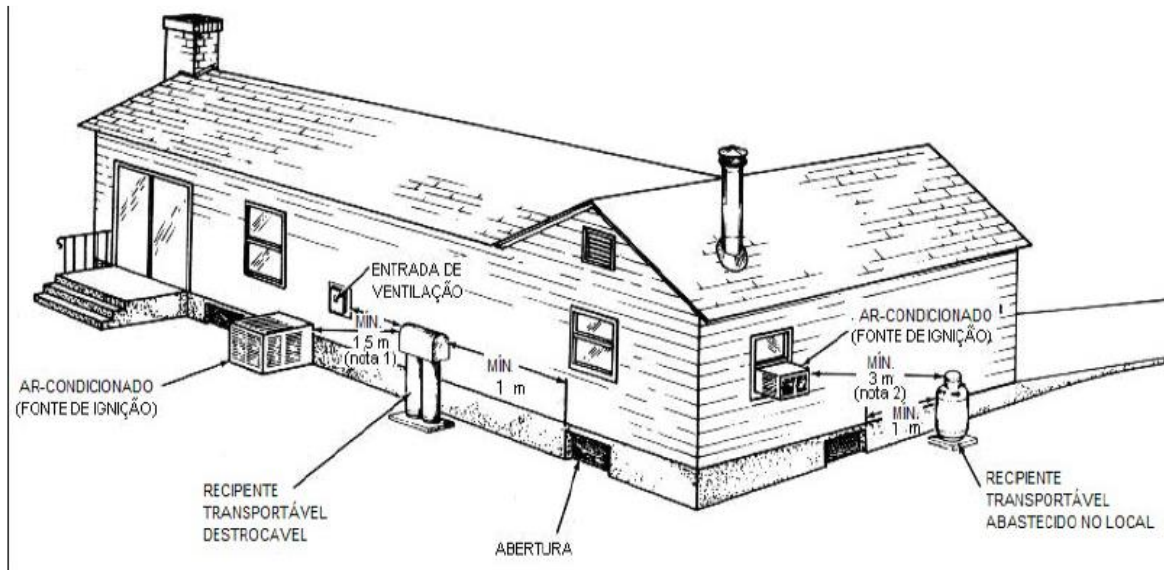 ENTRADA DE
VENTILAÇÃO
MÍN.
1,5 m
(nota 1)
AR-CONDICIONADO
(FONTE DE IGNIÇÃO)
MÍN.
1 m
AR-CONDICIONADO
(FONTE DE IGNIÇÃO)
MÍN.
3 m
(nota 2)
MÍN.
1 m
RECIPIENTE
TRANSPORTÁVEL
DESTROCAVEL
ABERTURA
RECIPIENTE
TRANSPORTÁVEL
ABASTECIDO NO LOCAL